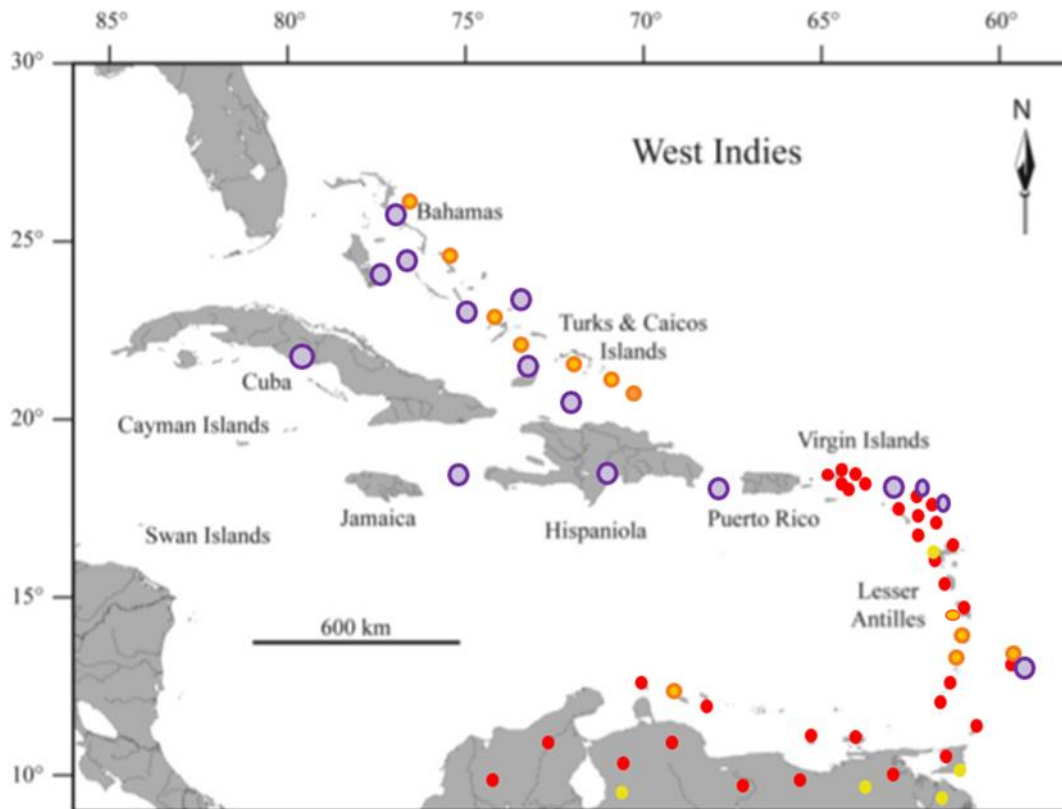 85° 80° 75° 70° 65° 60°
30°
N
West Indies
Bahamas
25°
Turks & Caicos
Islands
Cuba
20°
Cayman Islands
Virgin Islands
Jamaica
Hispaniola
Puerto Rico
Swan Islands
15°
Lesser
Antilles
600 km
10°